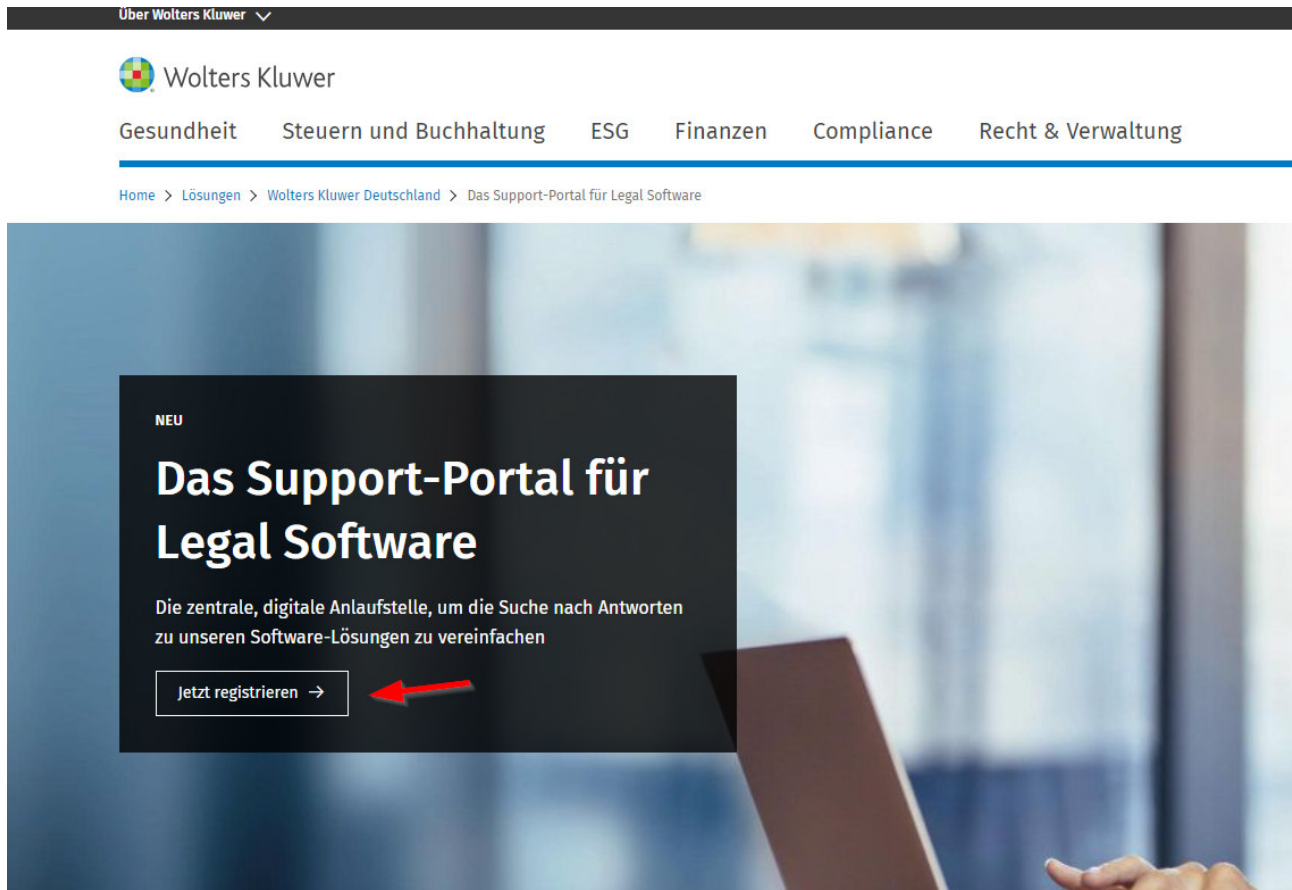 Über Wolters Kluwer
Wolters Kluwer
Gesundheit Steuern und Buchhaltung ESG Finanzen Compliance Recht & Verwaltung
Home > Lösungen > Wolters Kluwer Deutschland > Das Support-Portal für Legal Software
NEU
Das Support-Portal für
Legal Software
Die zentrale, digitale Anlaufstelle, um die Suche nach Antworten
zu unseren Software-Lösungen zu vereinfachen
Jetzt registrieren →